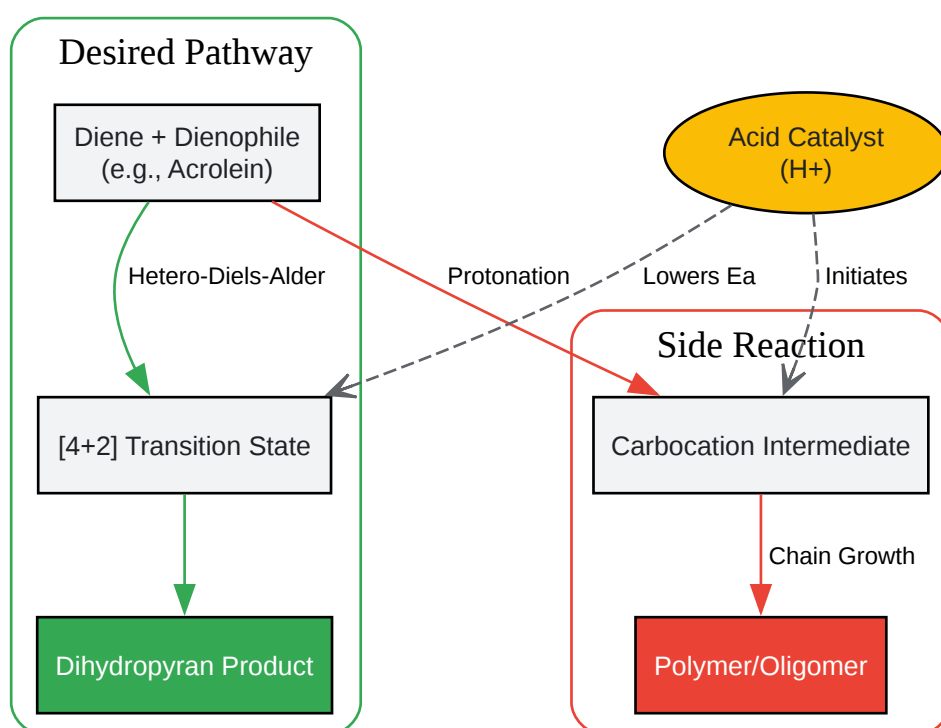 Desired Pathway
Diene + Dienophile
(e.g., Acrolein)
Acid Catalyst
(H+)
Hetero-Diels-Alder
Protonation
Lowers Ea
Initiates
Side Reaction
[4+2] Transition State
Carbocation Intermediate
Chain Growth
Dihydropyran Product
Polymer/Oligomer